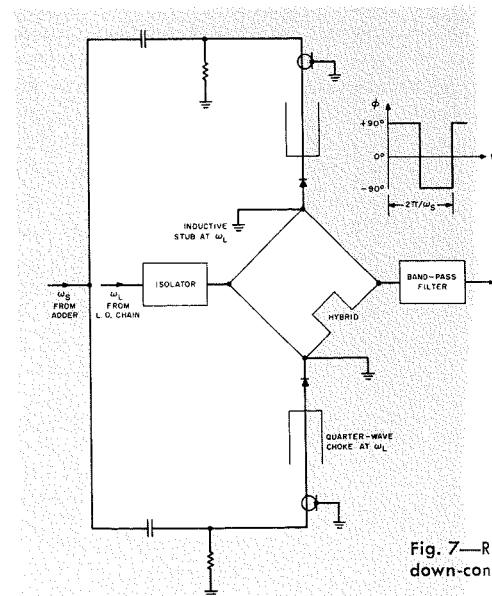 ϕ
+90°
0°
-90°
t
2π/ωS
INDUCTIVE
STUB AT ωL
ωS
FROM
ADDER
ωL
FROM
L.O. CHAIN
ISOLATOR
HYBRID
BAND-PASS
FILTER
QUARTER-WAVE
CHOKE AT ωL
Fig. 7—R
down-con